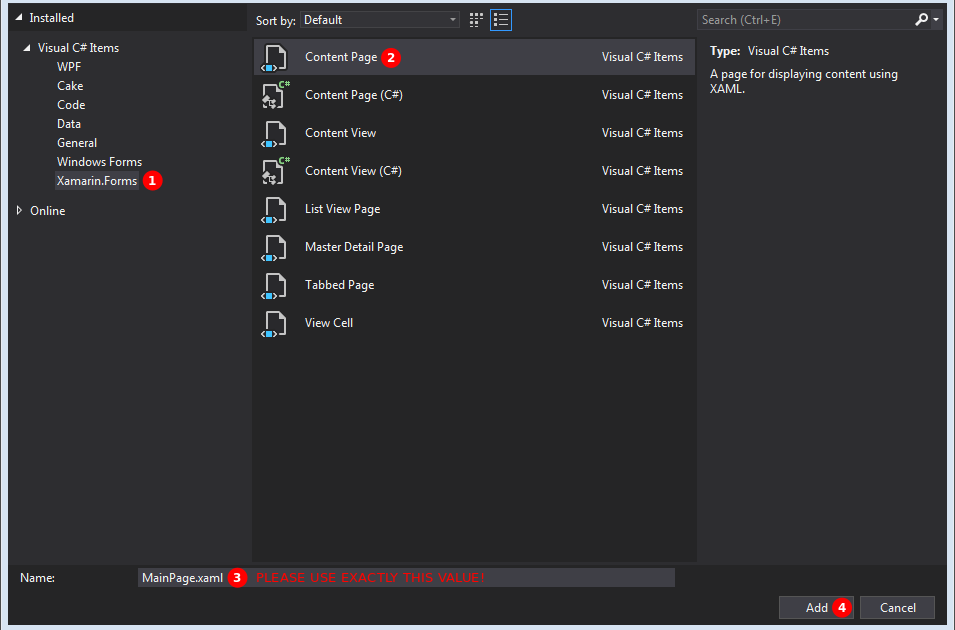 Installed
Visual C# Items
WPF
Cake
Code
Data
General
Windows Forms
Xamarin.Forms 1
Online
Sort by: Default
Content Page 2 Visual C# Items
C# Content Page (C#) Visual C# Items
Content View Visual C# Items
C# Content View (C#) Visual C# Items
List View Page Visual C# Items
Master Detail Page Visual C# Items
Tabbed Page Visual C# Items
View Cell Visual C# Items
Search (Ctrl+E)
Type: Visual C# Items
A page for displaying content using
XAML.
Name: MainPage.xaml 3 PLEASE USE EXACTLY THIS VALUE!
Add 4 Cancel